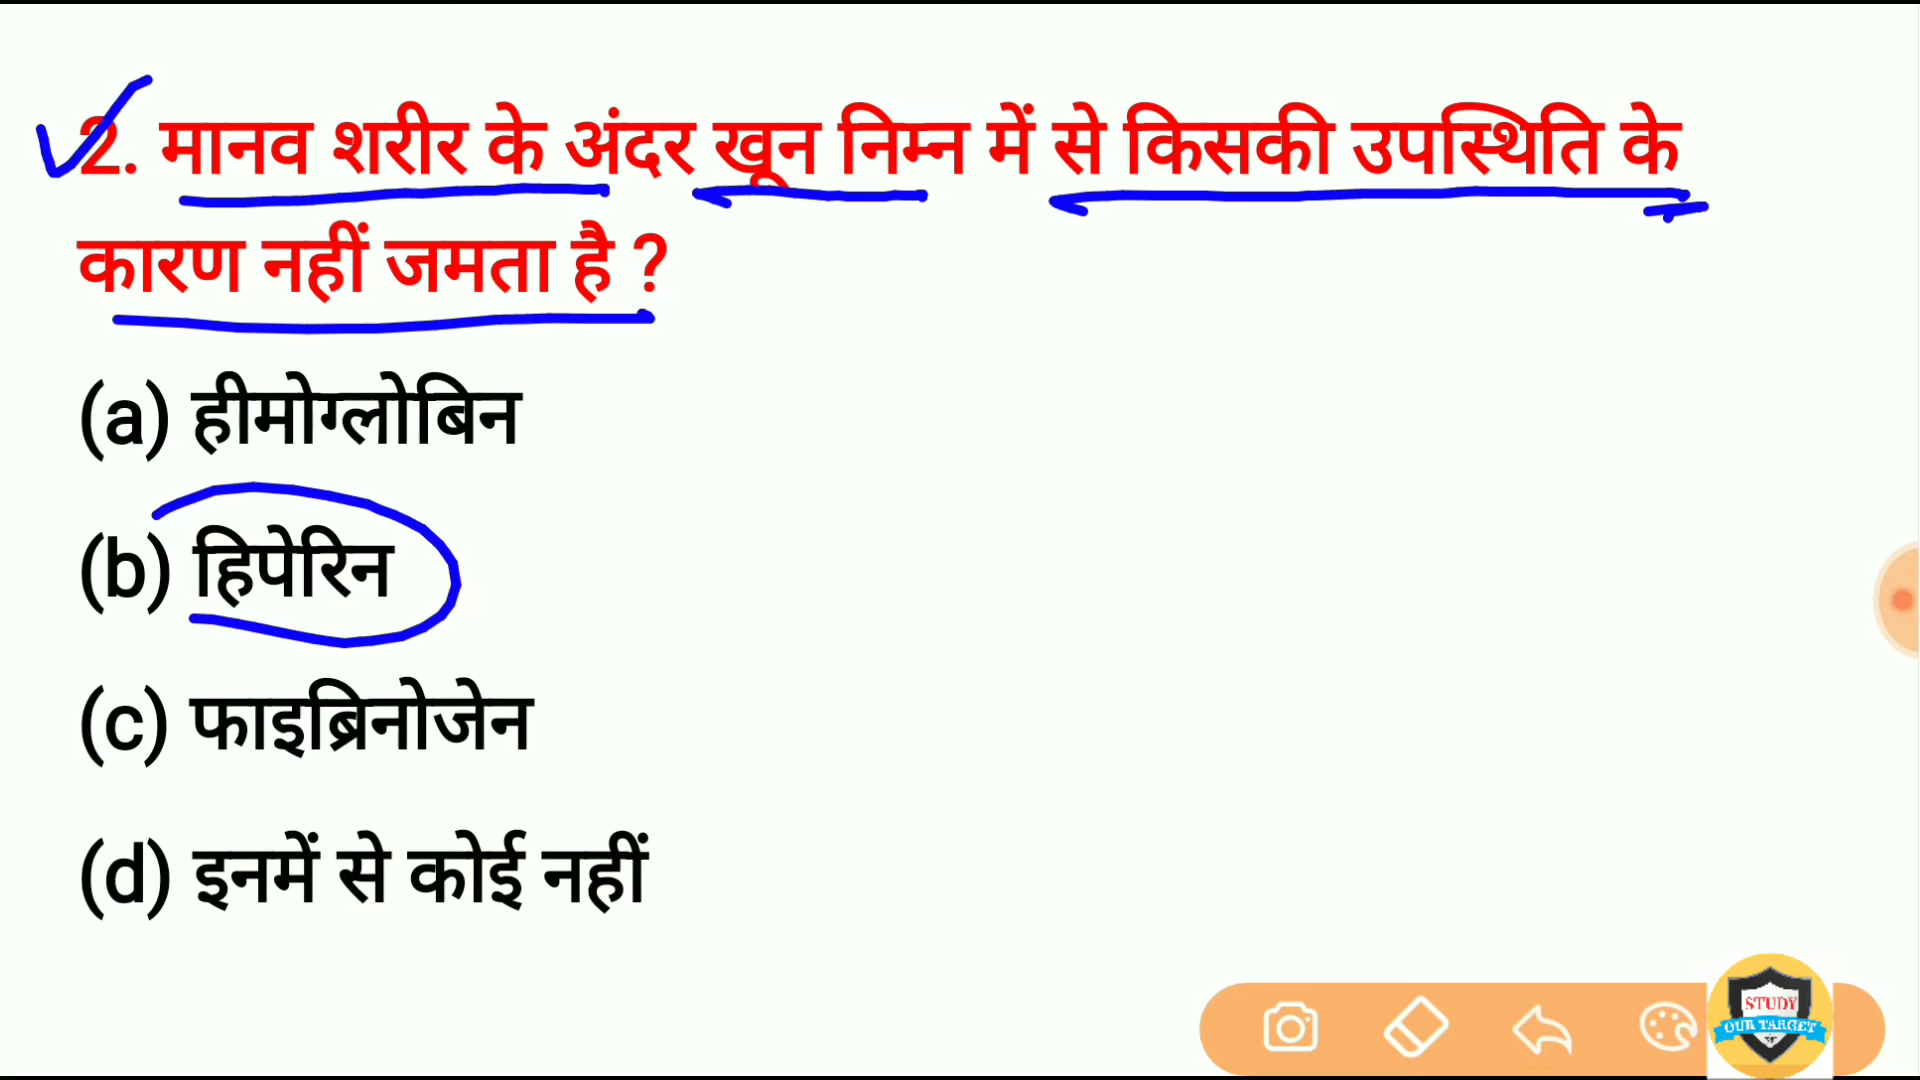 2. मानव शरीर के अंदर खून निम्न में से किसकी उपस्थिति के
कारण नहीं जमता है ?
(a) हीमोग्लोबिन
(b) हिपेरिन
(c) फाइब्रिनोजेन
(d) इनमें से कोई नहीं
STUDY
OUR TARGET